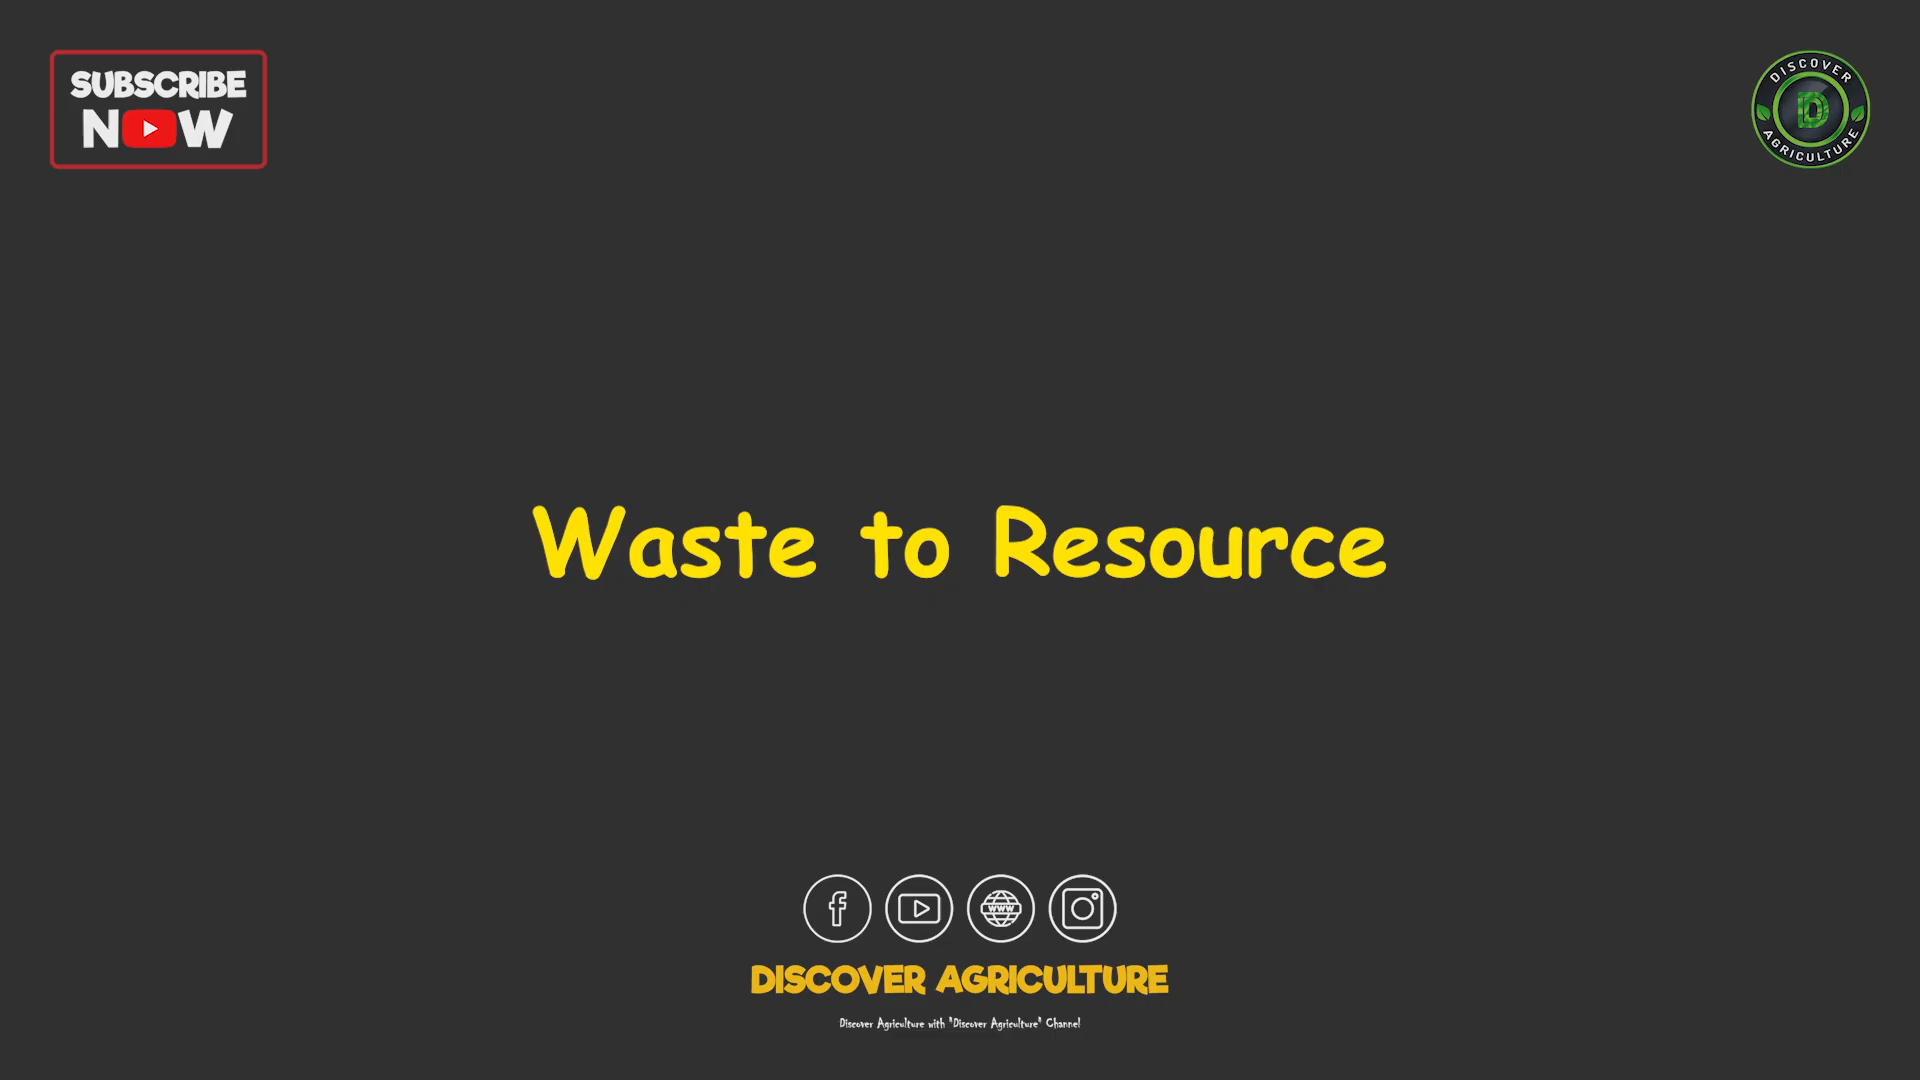 SUBSCRIBE
NOW
DISCOVER
D
AGRICULTURE
Waste to Resource
www
DISCOVER AGRICULTURE
Discover Agriculture with "Discover Agriculture" Channel